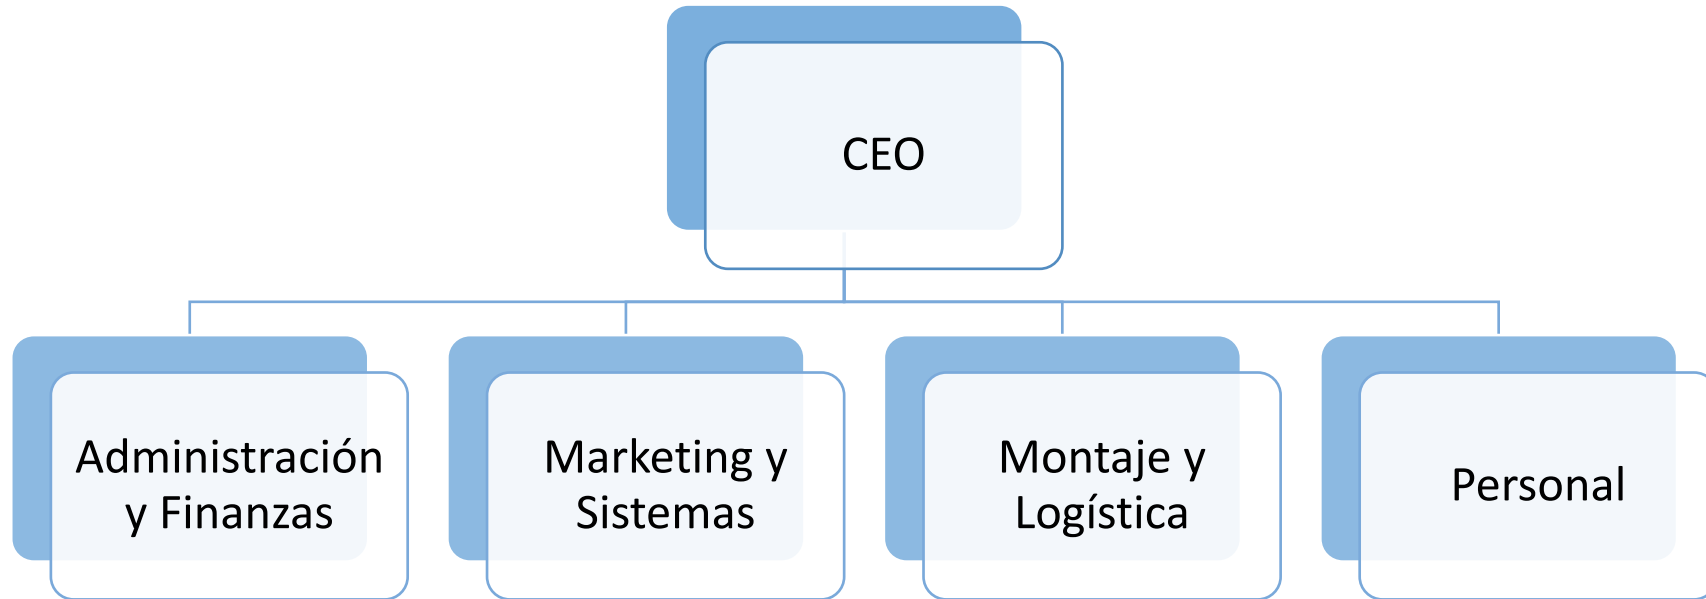 CEO
Administración
y Finanzas
Marketing y
Sistemas
Montaje y
Logística
Personal